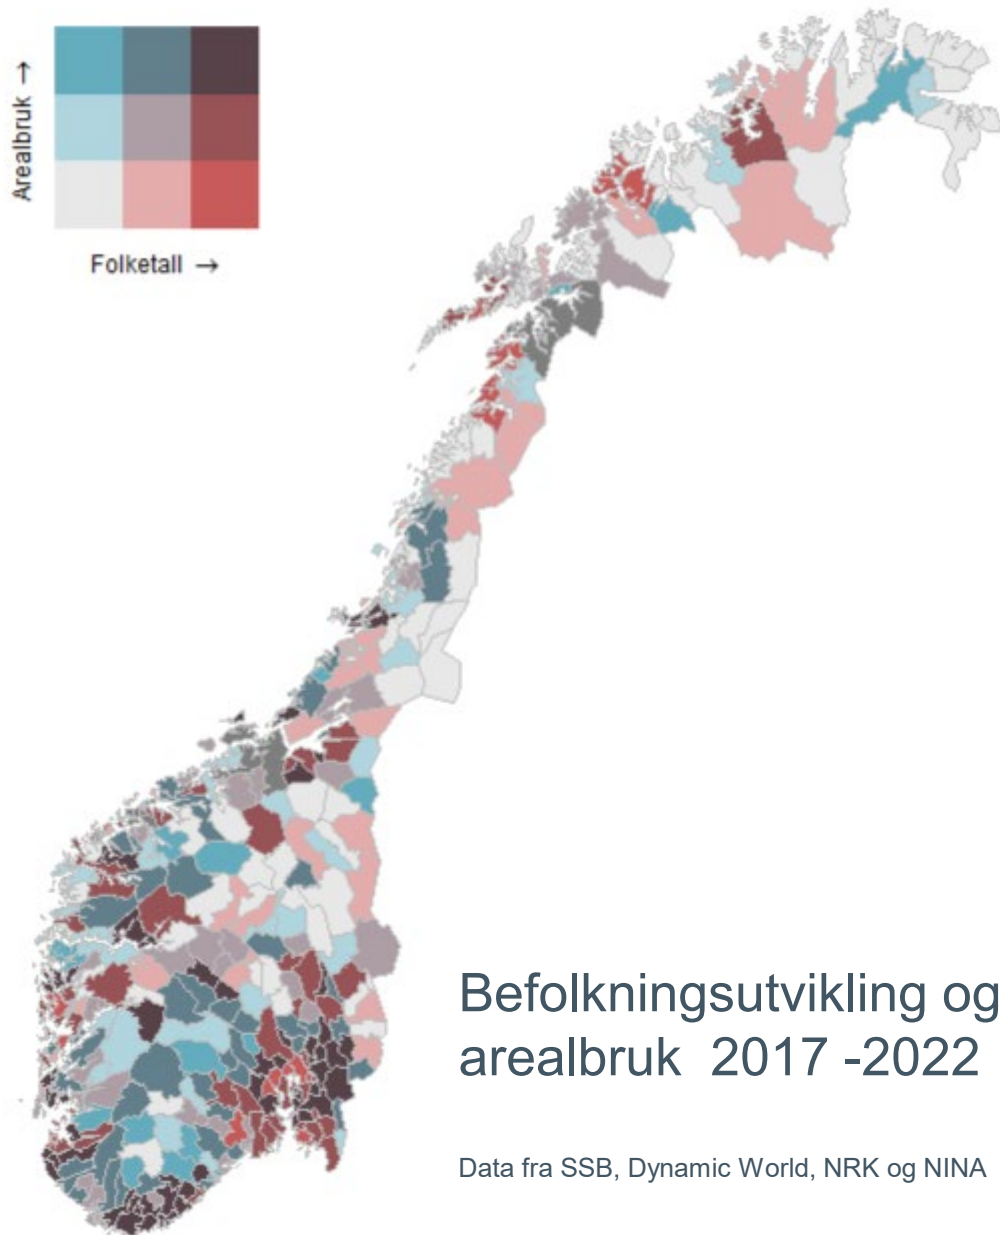 Arealbruk →
Folketall →
Befolkningsutvikling og
arealbruk 2017 -2022
Data fra SSB, Dynamic World, NRK og NINA